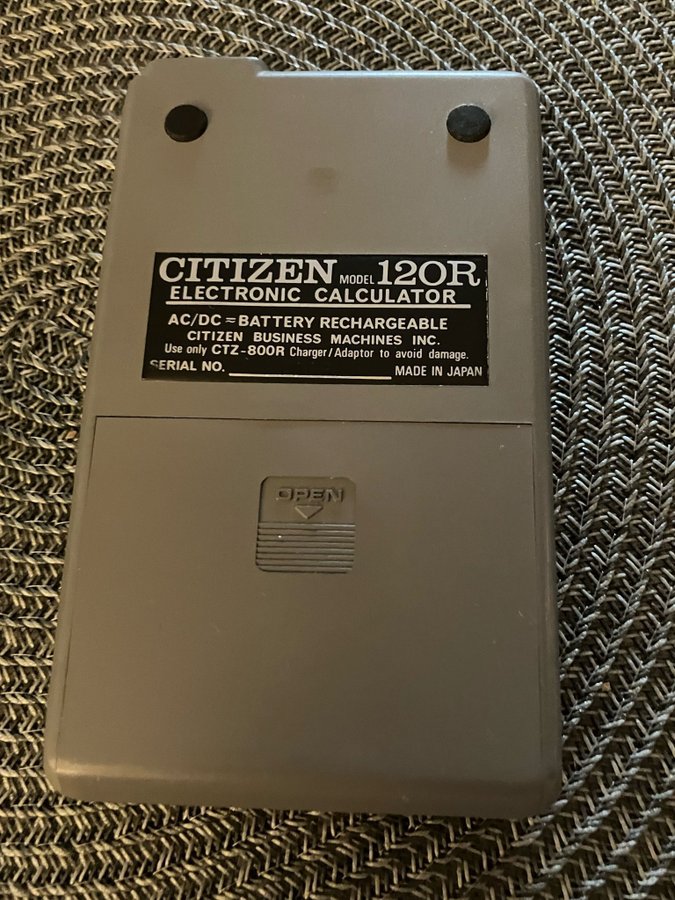 CITIZEN MODEL 120R
ELECTRONIC CALCULATOR
AC/DC ≂ BATTERY RECHARGEABLE
CITIZEN BUSINESS MACHINES INC.
Use only CTZ-800R Charger/Adaptor to avoid damage.
SERIAL NO. MADE IN JAPAN
OPEN